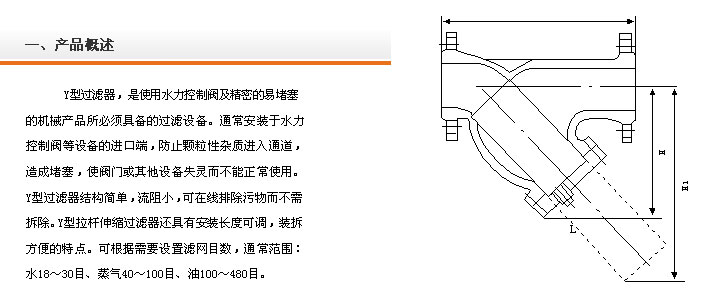 一、产品概述
Y型过滤器，是使用水力控制阀及精密的易堵塞
的机械产品所必须具备的过滤设备。通常安装于水力
控制阀等设备的进口端，防止颗粒性杂质进入通道，
造成堵塞，使阀门或其他设备失灵而不能正常使用。
Y型过滤器结构简单，流阻小，可在线排除污物而不需
拆除。Y型拉杆伸缩过滤器还具有安装长度可调，装拆
方便的特点。可根据需要设置滤网目数，通常范围：
水18～30目、蒸气40～100目、油100～480目。
H
H1
L